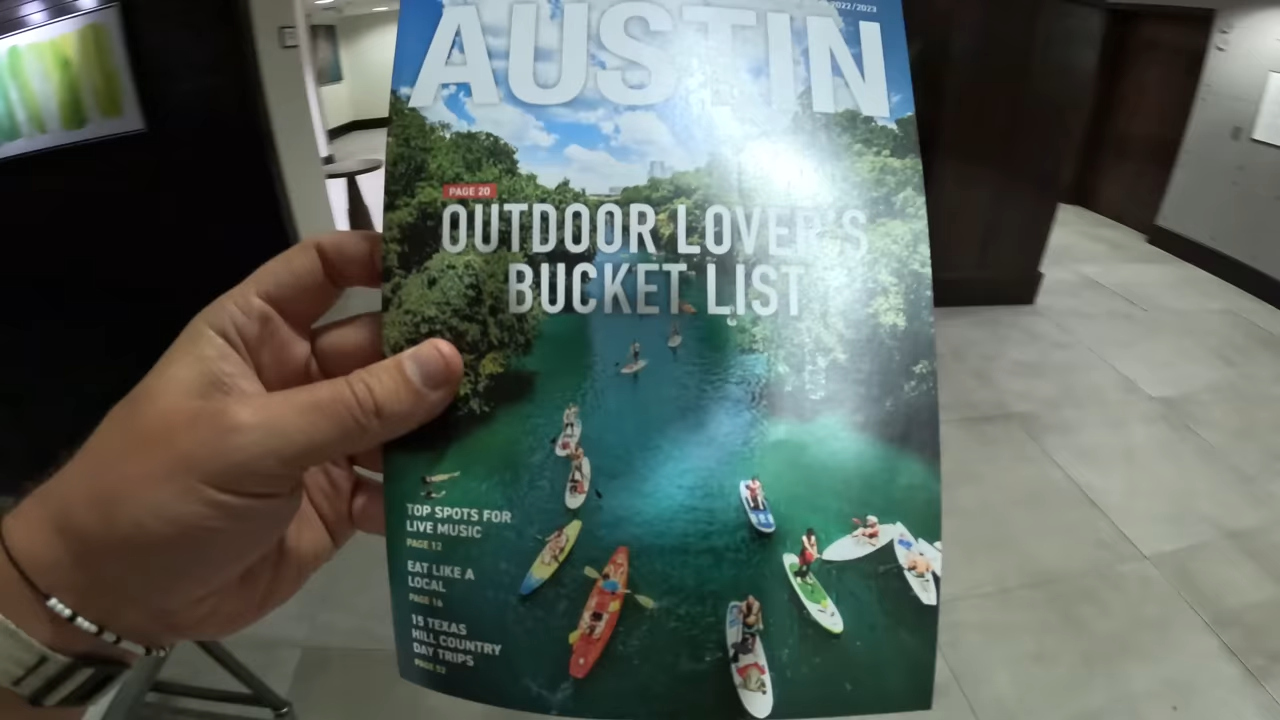 2022/2023
AUSTIN
PAGE 20
OUTDOOR LOVER'S
BUCKET LIST
TOP SPOTS FOR
LIVE MUSIC
PAGE 12
EAT LIKE A
LOCAL
PAGE 16
15 TEXAS
HILL COUNTRY
DAY TRIPS
PAGE 52